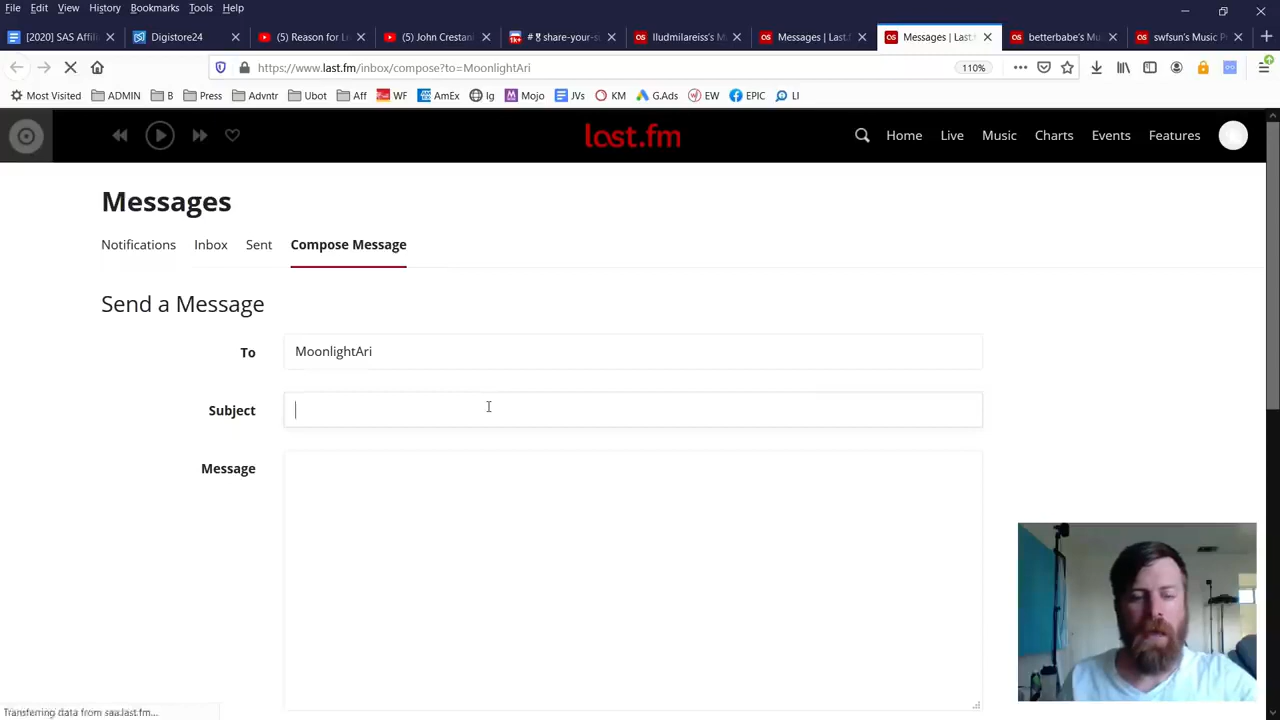 File Edit View History Bookmarks Tools Help
[2020] SAS Affili
Digistore24
(5) Reason for Li
(5) John Crestan
share-your-s
Iludmilareiss's M
Messages | Last.
Messages | Last.
betterbabe's Mu
swfsun's Music P
https://www.last.fm/inbox/compose?to=MoonlightAri
110%
Most Visited ADMIN B Press Advntr Ubot Aff WF AmEx Ig Mojo JVs KM G.Ads EW EPIC LI
last.fm
Home Live Music Charts Events Features
Messages
Notifications Inbox Sent Compose Message
Send a Message
To MoonlightAri
Subject
Message
Transferring data from saa.last.fm...